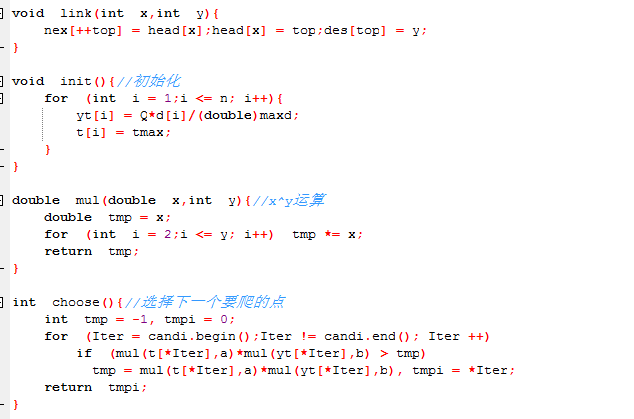 void link(int x,int y){
nex[++top] = head[x];head[x] = top;des[top] = y;
}
void init(){//初始化
for (int i = 1;i <= n; i++){
yt[i] = Q*d[i]/(double)maxd;
t[i] = tmax;
}
}
double mul(double x,int y){//x^y运算
double tmp = x;
for (int i = 2;i <= y; i++) tmp *= x;
return tmp;
}
int choose(){//选择下一个要爬的点
int tmp = -1, tmpi = 0;
for (Iter = candi.begin();Iter != candi.end(); Iter ++)
if (mul(t[*Iter],a)*mul(yt[*Iter],b) > tmp)
tmp = mul(t[*Iter],a)*mul(yt[*Iter],b), tmpi = *Iter;
return tmpi;
}